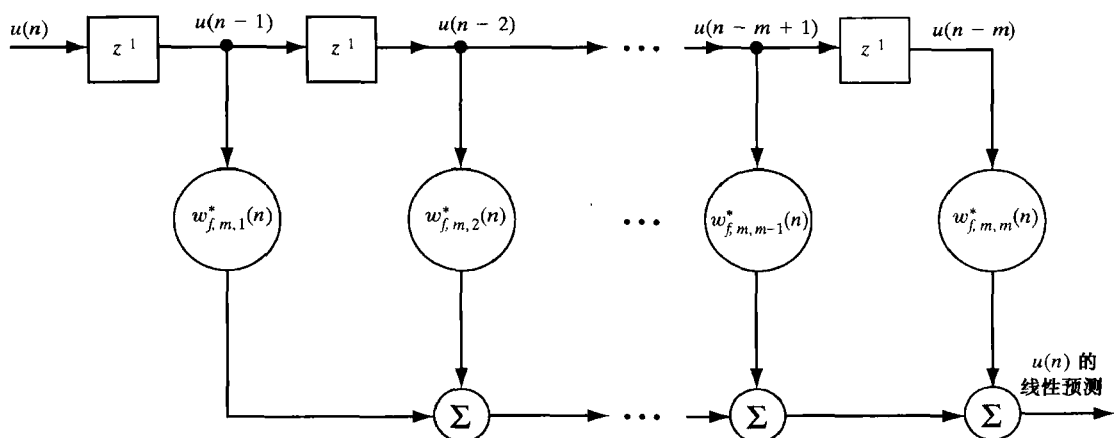 u(n) u(n − 1) u(n − 2) u(n − m + 1) u(n − m)
z⁻¹ z⁻¹ ··· z⁻¹
w*_{f, m, 1}(n) w*_{f, m, 2}(n) ··· w*_{f, m, m−1}(n) w*_{f, m, m}(n)
u(n) 的
线性预测
Σ ··· Σ Σ